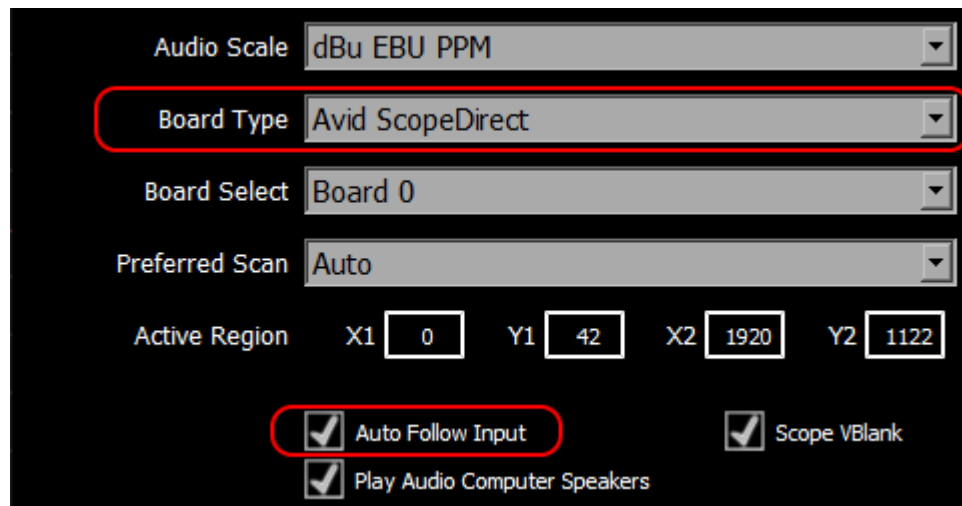 Audio Scale dBu EBU PPM
Board Type Avid ScopeDirect
Board Select Board 0
Preferred Scan Auto
Active Region X1 0 Y1 42 X2 1920 Y2 1122
Auto Follow Input Scope VBlank
Play Audio Computer Speakers